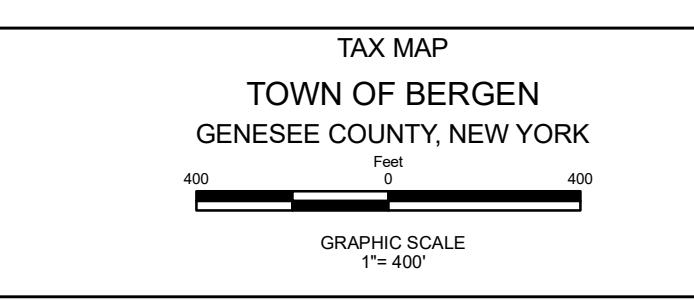 TAX MAP
TOWN OF BERGEN
GENESEE COUNTY, NEW YORK
Feet
400 0 400
GRAPHIC SCALE
1"= 400'